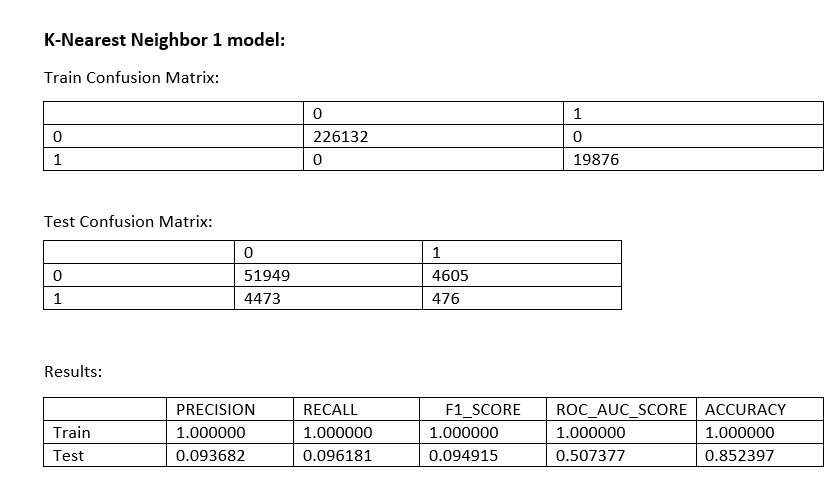 K-Nearest Neighbor 1 model:
Train Confusion Matrix:
0 1
0 226132 0
1 0 19876
Test Confusion Matrix:
0 1
0 51949 4605
1 4473 476
Results:
PRECISION RECALL F1_SCORE ROC_AUC_SCORE ACCURACY
Train 1.000000 1.000000 1.000000 1.000000 1.000000
Test 0.093682 0.096181 0.094915 0.507377 0.852397